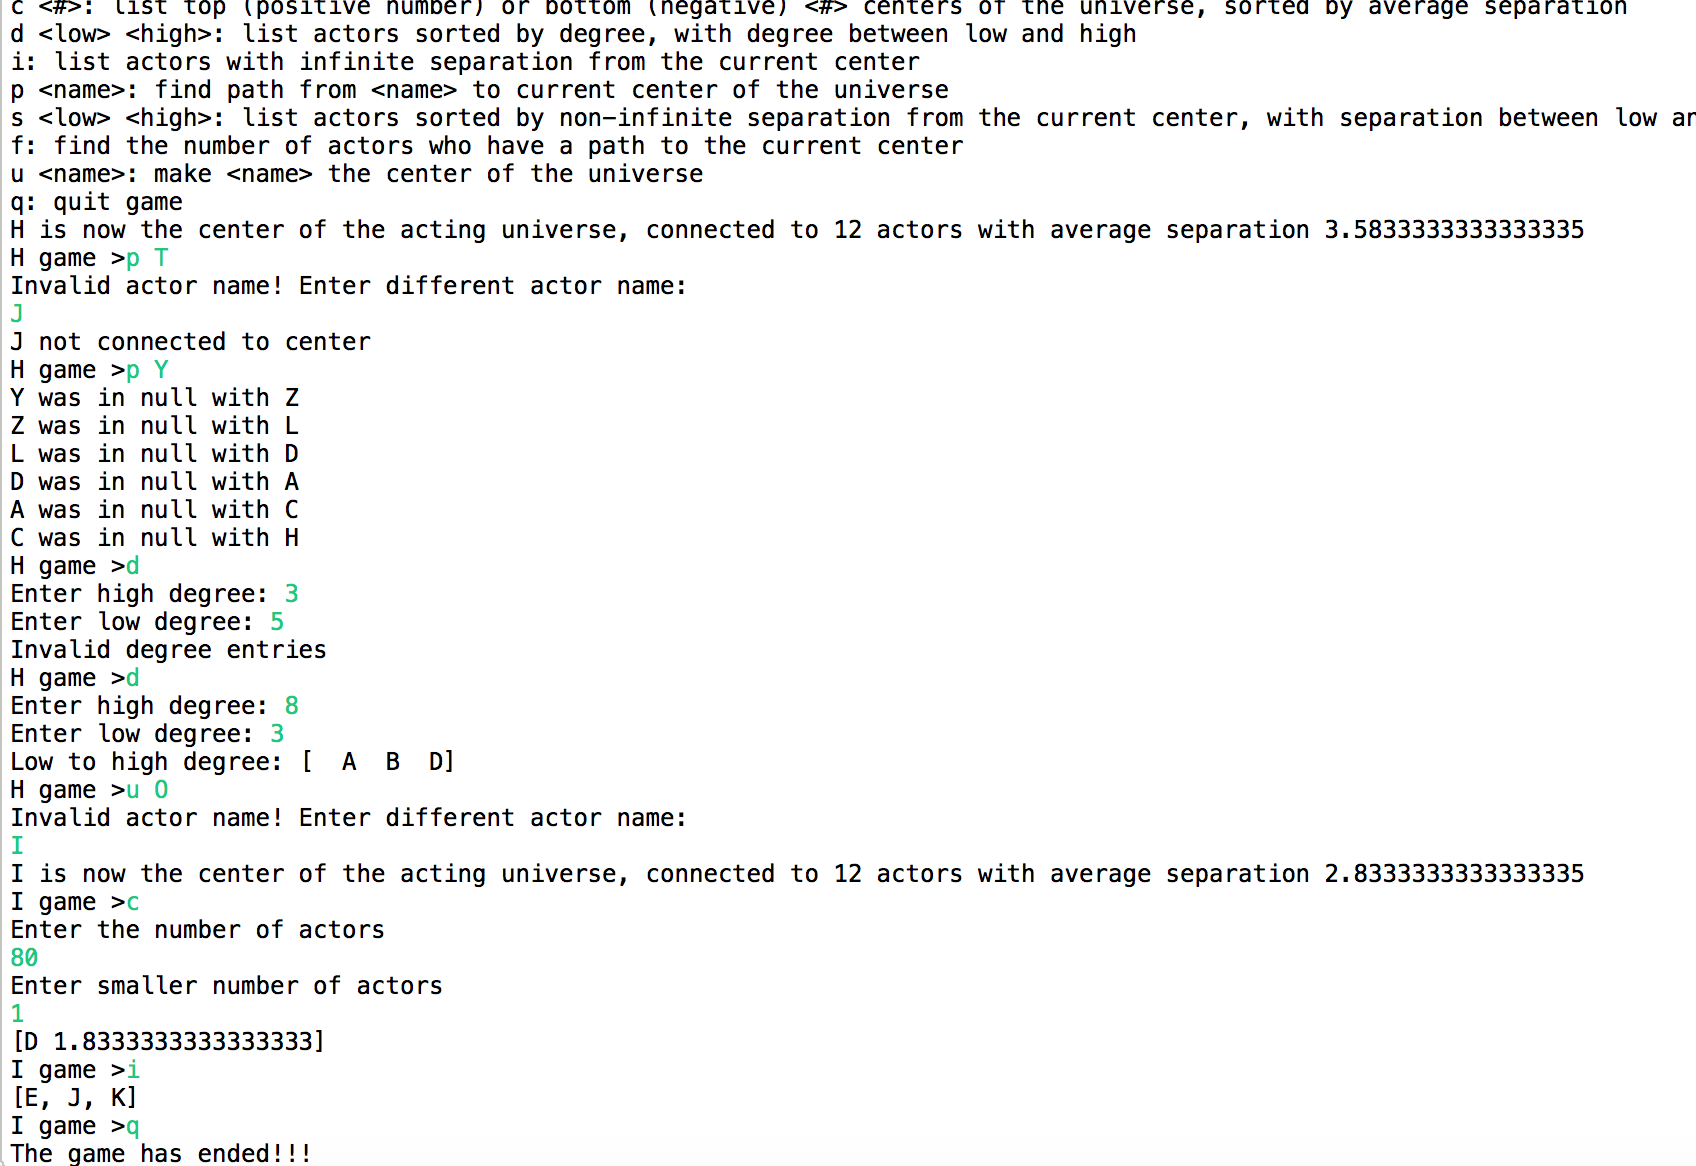 c <#>: list top (positive number) or bottom (negative) <#> centers of the universe, sorted by average separation
d <low> <high>: list actors sorted by degree, with degree between low and high
i: list actors with infinite separation from the current center
p <name>: find path from <name> to current center of the universe
s <low> <high>: list actors sorted by non-infinite separation from the current center, with separation between low
f: find the number of actors who have a path to the current center
u <name>: make <name> the center of the universe
q: quit game
H is now the center of the acting universe, connected to 12 actors with average separation 3.5833333333333335
H game >p T
Invalid actor name! Enter different actor name:
J
J not connected to center
H game >p Y
Y was in null with Z
Z was in null with L
L was in null with D
D was in null with A
A was in null with C
C was in null with H
H game >d
Enter high degree: 3
Enter low degree: 5
Invalid degree entries
H game >d
Enter high degree: 8
Enter low degree: 3
Low to high degree: [  A  B  D]
H game >u O
Invalid actor name! Enter different actor name:
I
I is now the center of the acting universe, connected to 12 actors with average separation 2.8333333333333335
I game >c
Enter the number of actors
80
Enter smaller number of actors
1
[D 1.8333333333333333]
I game >i
[E, J, K]
I game >q
The game has ended!!!